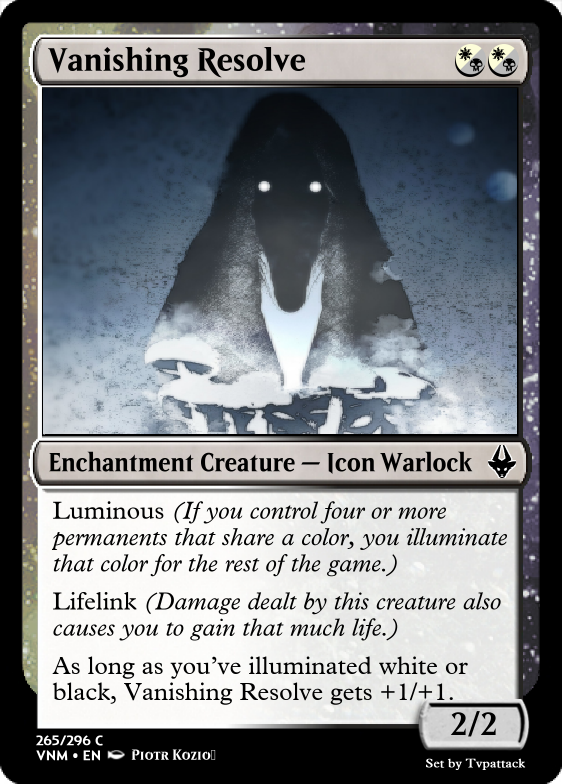 Vanishing Resolve
Enchantment Creature — Icon Warlock
Luminous (If you control four or more
permanents that share a color, you illuminate
that color for the rest of the game.)
Lifelink (Damage dealt by this creature also
causes you to gain that much life.)
As long as you've illuminated white or
black, Vanishing Resolve gets +1/+1.
2/2
265/296 C
VNM • EN Piotr Kozio
Set by Tvpattack